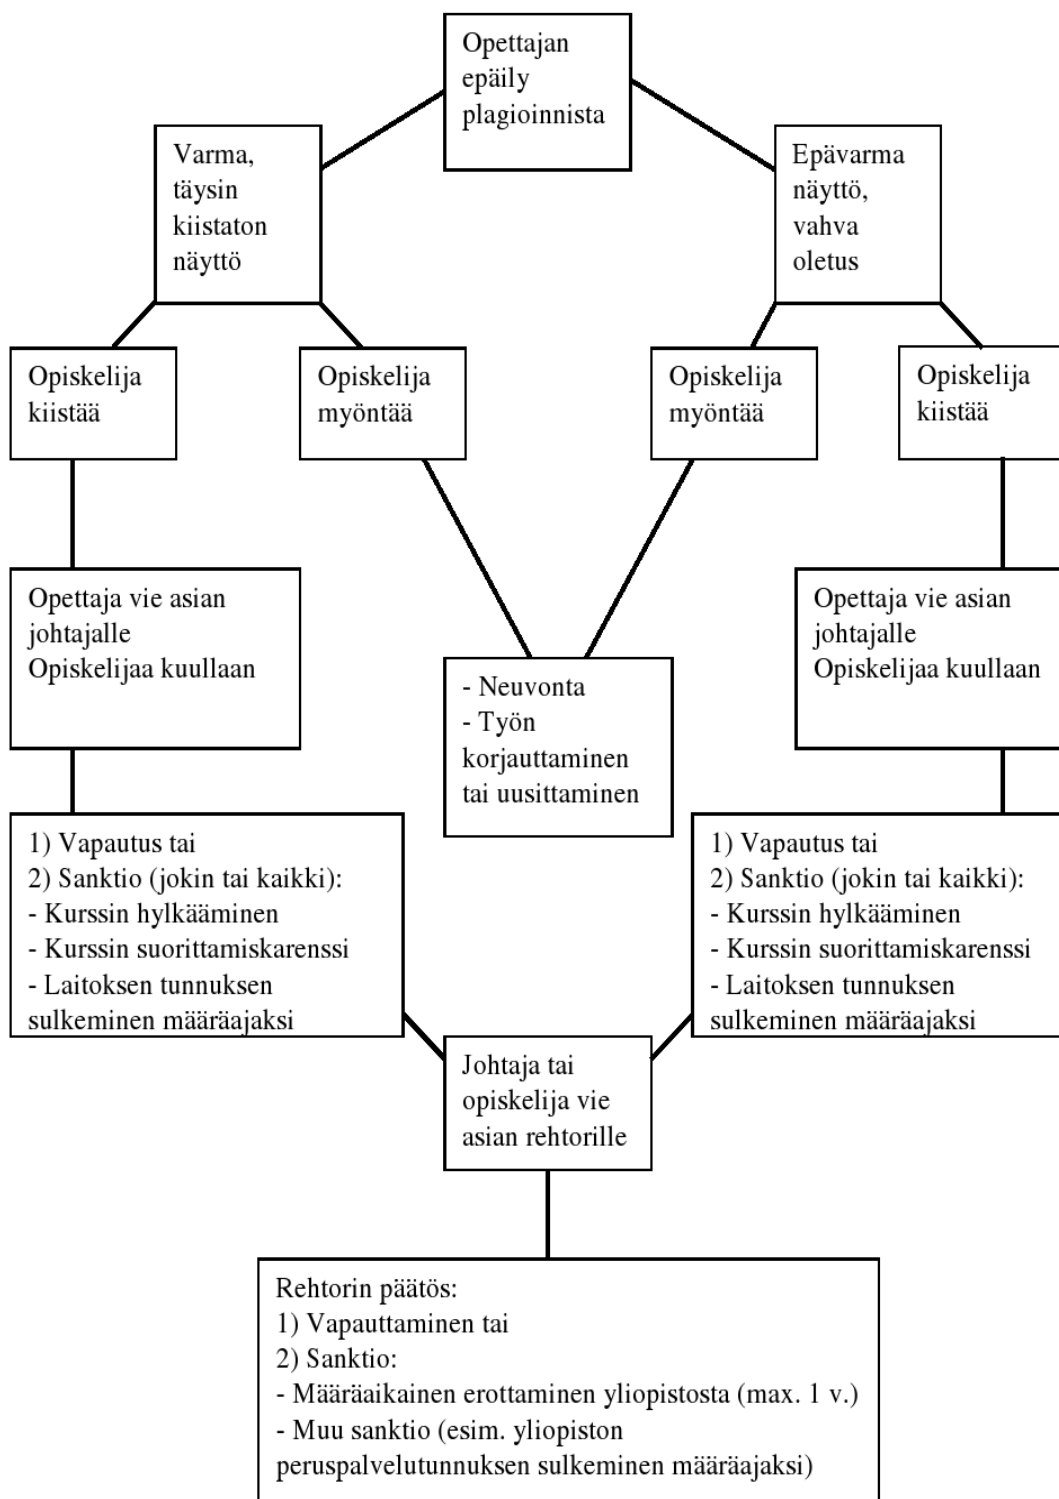 Opettajan
epäily
plagioinnista
Varma,
täysin
kiistaton
näyttö
Epävarma
näyttö,
vahva
oletus
Opiskelija
kiistää
Opiskelija
myöntää
Opiskelija
myöntää
Opiskelija
kiistää
Opettaja vie asian
johtajalle
Opiskelijaa kuullaan
- Neuvonta
- Työn
korjauttaminen
tai uusittaminen
Opettaja vie asian
johtajalle
Opiskelijaa kuullaan
1) Vapautus tai
2) Sanktio (jokin tai kaikki):
- Kurssin hylkääminen
- Kurssin suorittamiskarenssi
- Laitoksen tunnuksen
sulkeminen määräajaksi
1) Vapautus tai
2) Sanktio (jokin tai kaikki):
- Kurssin hylkääminen
- Kurssin suorittamiskarenssi
- Laitoksen tunnuksen
sulkeminen määräajaksi
Johtaja tai
opiskelija vie
asian rehtorille
Rehtorin päätös:
1) Vapauttaminen tai
2) Sanktio:
- Määräaikainen erottaminen yliopistosta (max. 1 v.)
- Muu sanktio (esim. yliopiston
peruspalvelutunnuksen sulkeminen määräajaksi)